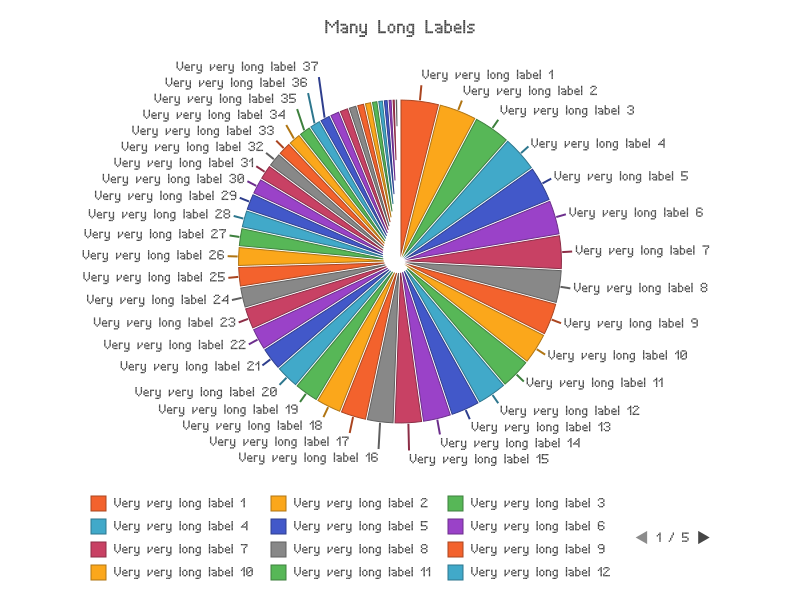 Many Long Labels
Very very long label 37
Very very long label 1
Very very long label 36
Very very long label 2
Very very long label 35
Very very long label 3
Very very long label 34
Very very long label 33
Very very long label 4
Very very long label 32
Very very long label 31
Very very long label 5
Very very long label 30
Very very long label 29
Very very long label 6
Very very long label 28
Very very long label 27
Very very long label 7
Very very long label 26
Very very long label 25
Very very long label 8
Very very long label 24
Very very long label 23
Very very long label 9
Very very long label 22
Very very long label 10
Very very long label 21
Very very long label 11
Very very long label 20
Very very long label 19
Very very long label 12
Very very long label 18
Very very long label 13
Very very long label 17
Very very long label 14
Very very long label 16
Very very long label 15
Very very long label 1
Very very long label 2
Very very long label 3
Very very long label 4
Very very long label 5
Very very long label 6
Very very long label 7
Very very long label 8
Very very long label 9
Very very long label 10
Very very long label 11
Very very long label 12
1 / 5